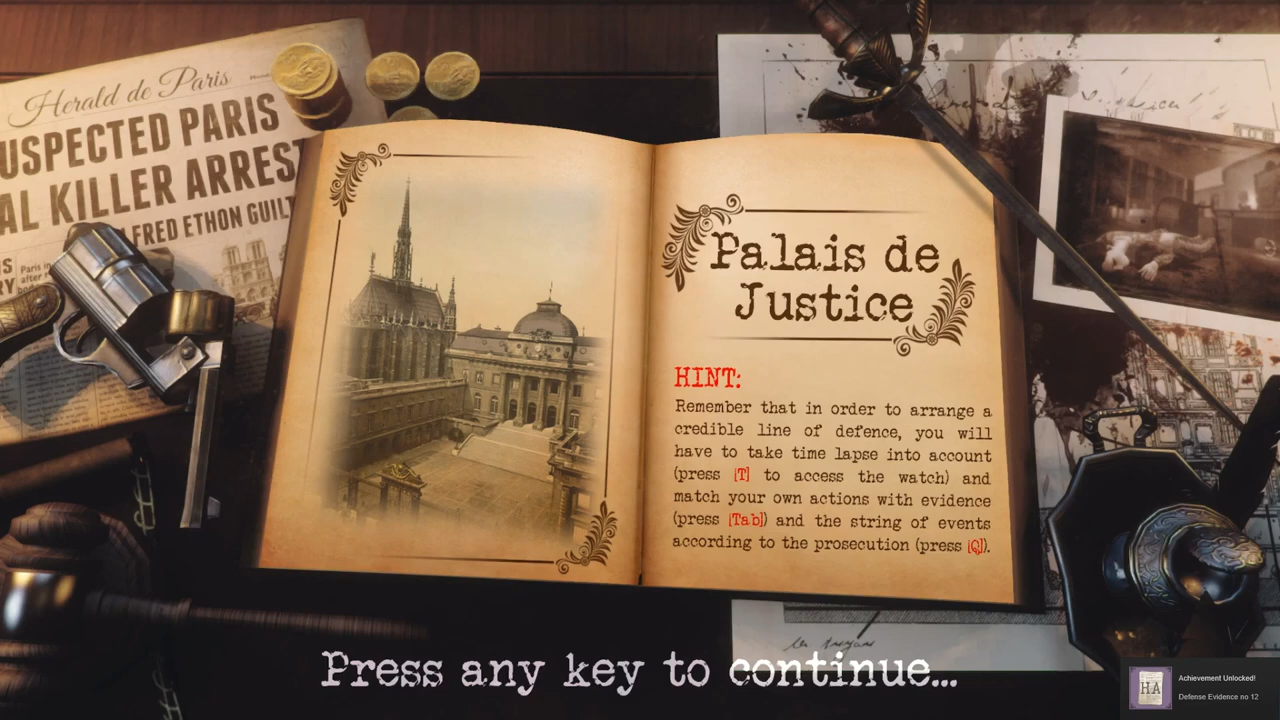 Herald de Paris
USPECTED PARIS
AL KILLER ARREST
LFRED ETHON GUILT
Palais de
Justice
HINT:
Remember that in order to arrange a
credible line of defence, you will
have to take time lapse into account
(press [T] to access the watch) and
match your own actions with evidence
(press [Tab]) and the string of events
according to the prosecution (press [Q]).
Press any key to continue...
HA
Achievement Unlocked!
Defense Evidence no 12